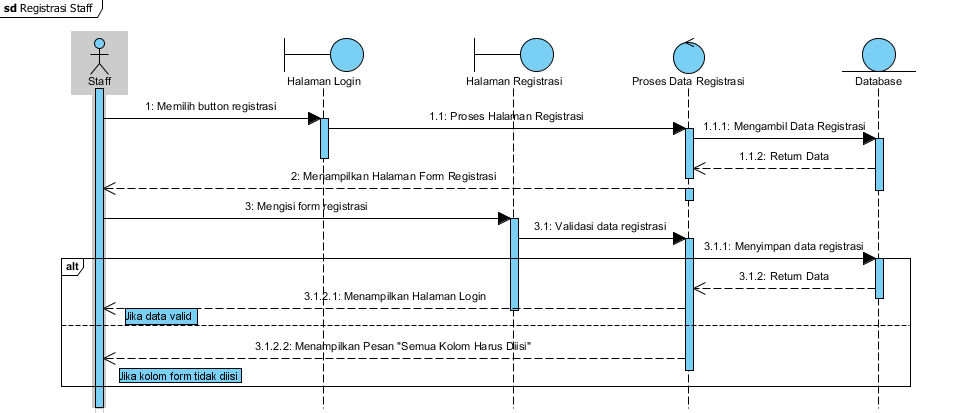 sd Registrasi Staff
Staff
Halaman Login
Halaman Registrasi
Proses Data Registrasi
Database
1: Memilih button registrasi
1.1: Proses Halaman Registrasi
1.1.1: Mengambil Data Registrasi
1.1.2: Return Data
2: Menampilkan Halaman Form Registrasi
3: Mengisi form registrasi
3.1: Validasi data registrasi
3.1.1: Menyimpan data registrasi
alt
3.1.2: Return Data
3.1.2.1: Menampilkan Halaman Login
Jika data valid
3.1.2.2: Menampilkan Pesan "Semua Kolom Harus Diisi"
Jika kolom form tidak diisi